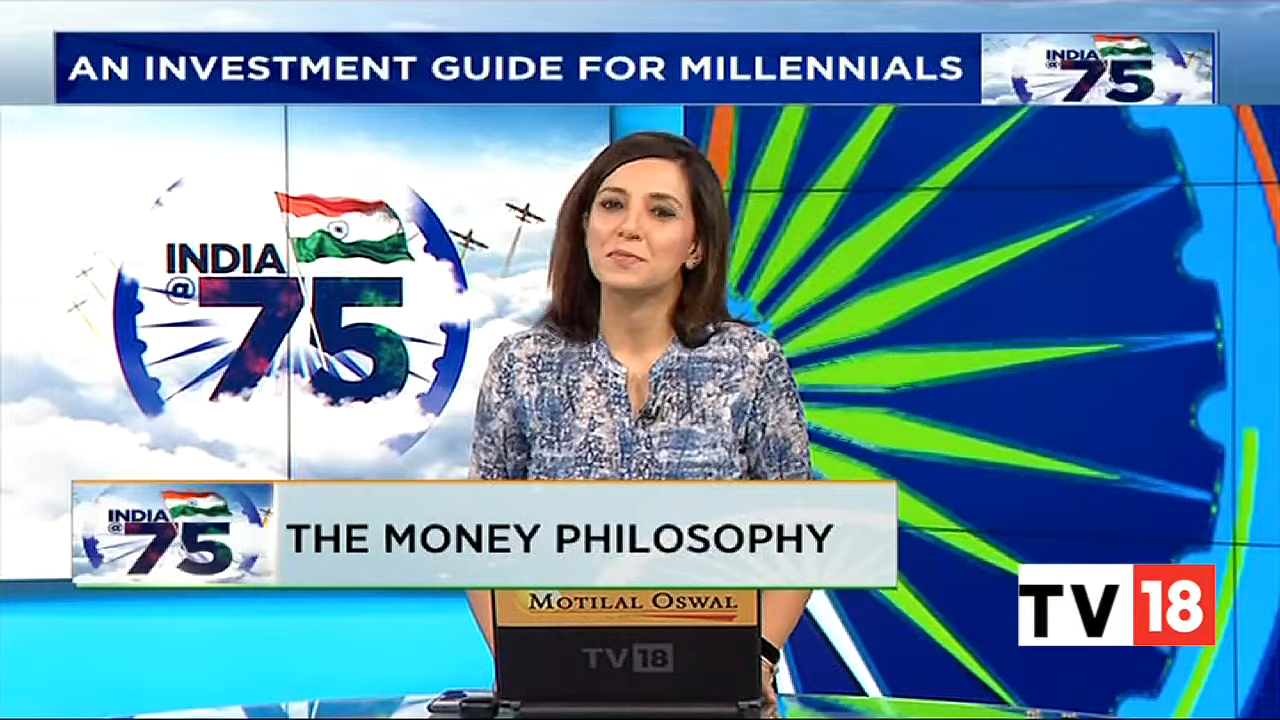 AN INVESTMENT GUIDE FOR MILLENNIALS
INDIA
@
75
INDIA
@
75
INDIA
@
75
THE MONEY PHILOSOPHY
MOTILAL OSWAL
TV18
TV18